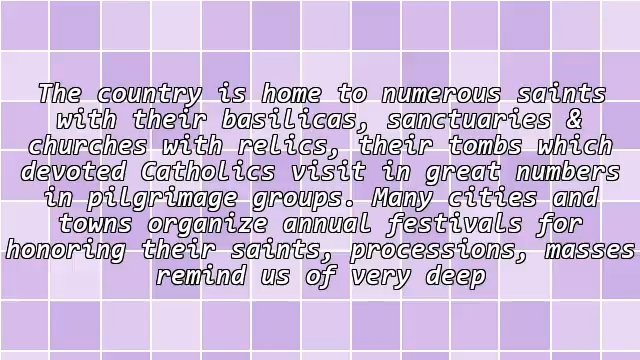 The country is home to numerous saints
with their basilicas, sanctuaries &
churches with relics, their tombs which
devoted Catholics visit in great numbers
in pilgrimage groups. Many cities and
towns organize annual festivals for
honoring their saints, processions, masses
remind us of very deep